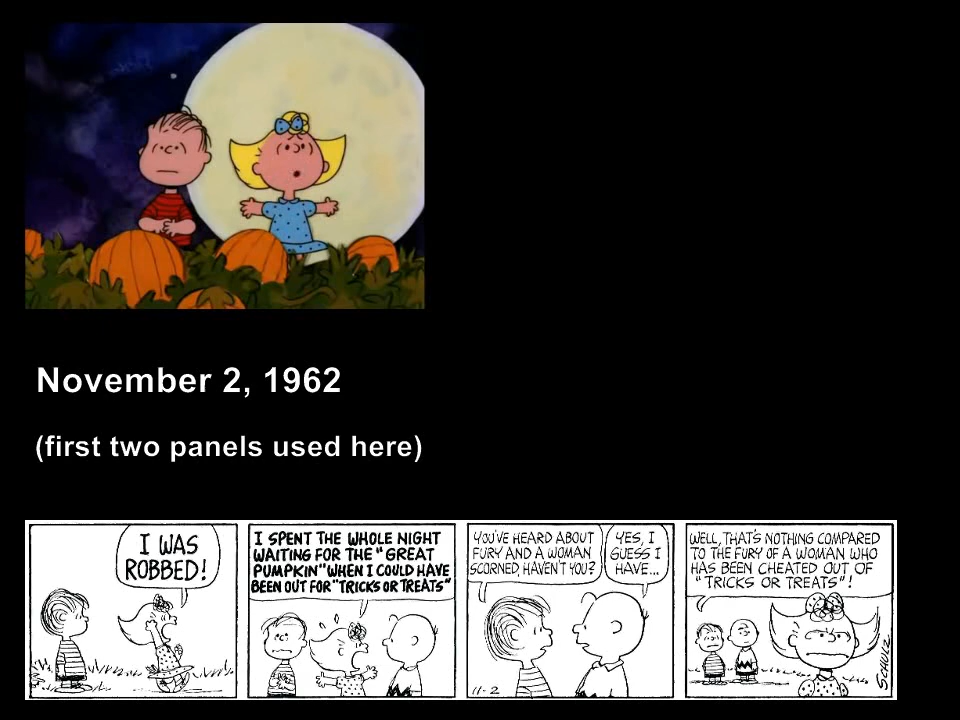 November 2, 1962
(first two panels used here)
I WAS
ROBBED!
I SPENT THE WHOLE NIGHT
WAITING FOR THE "GREAT
PUMPKIN" WHEN I COULD HAVE
BEEN OUT FOR "TRICKS OR TREATS"
YOU'VE HEARD ABOUT
FURY AND A WOMAN
SCORNED, HAVEN'T YOU?
YES, I
GUESS I
HAVE...
11-2
WELL, THAT'S NOTHING COMPARED
TO THE FURY OF A WOMAN WHO
HAS BEEN CHEATED OUT OF
"TRICKS OR TREATS"!
SCHULZ